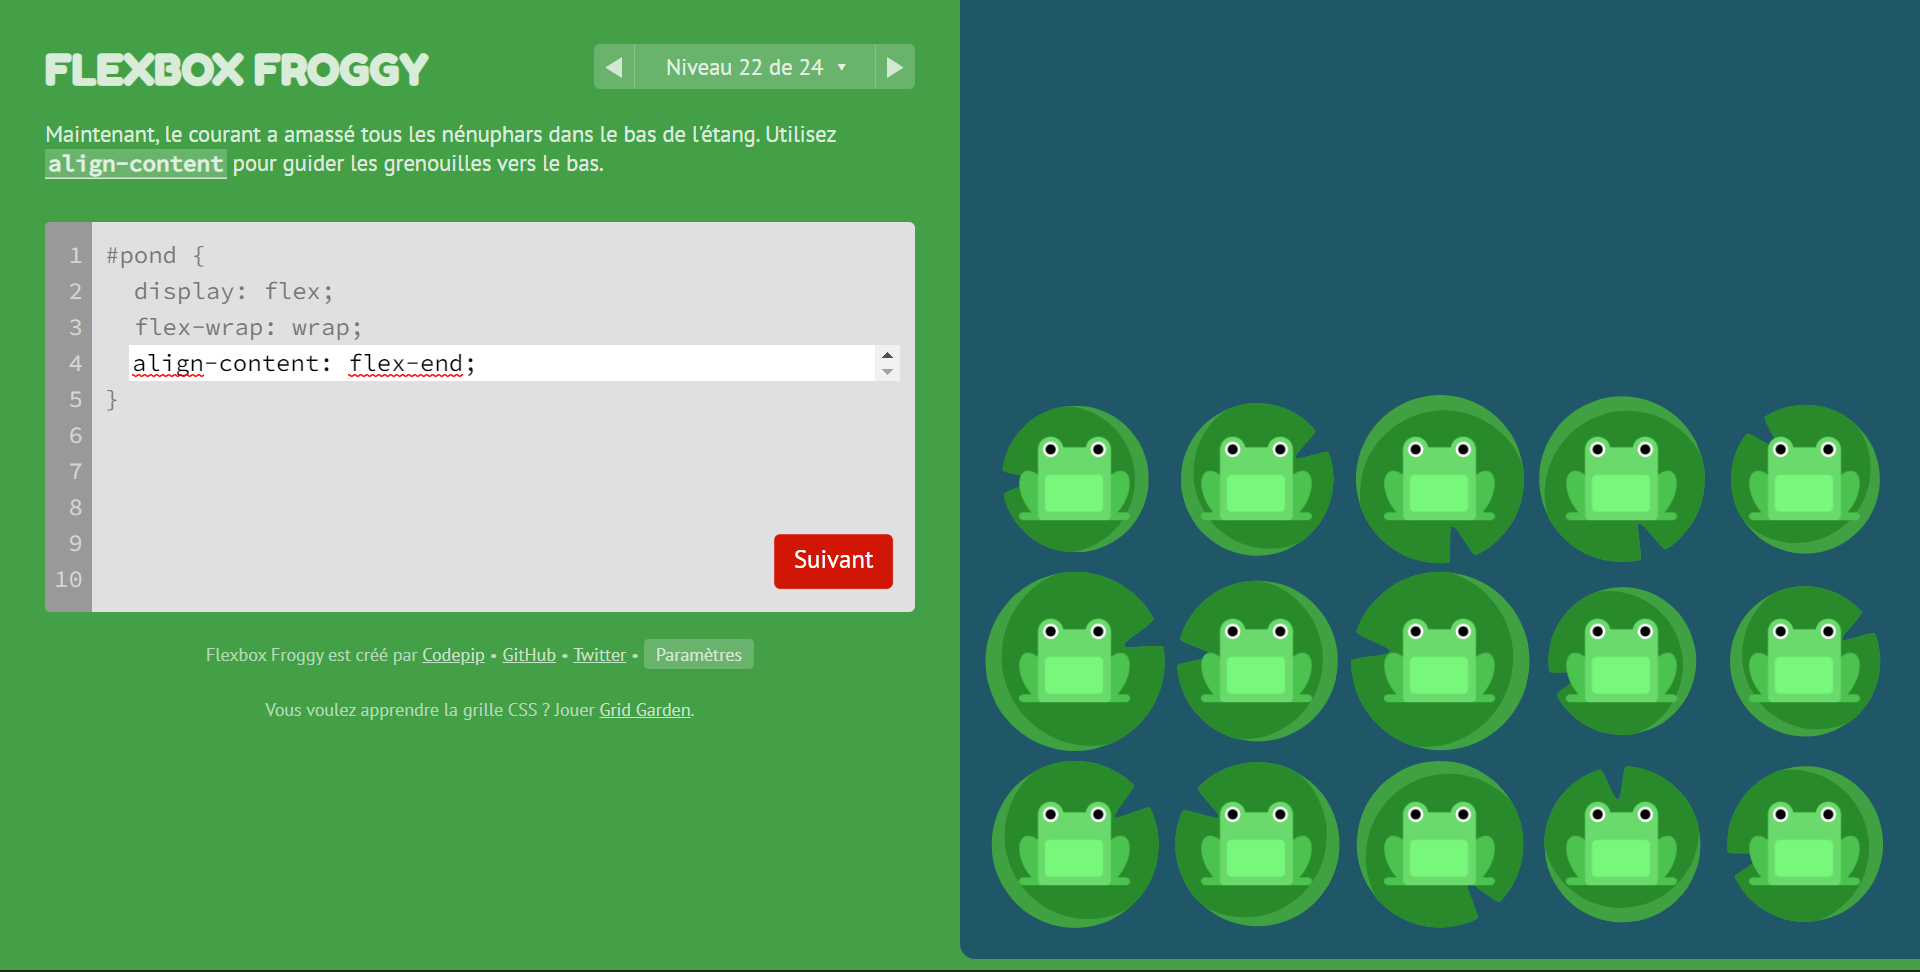 FLEXBOX FROGGY
Niveau 22 de 24
Maintenant, le courant a amassé tous les nénuphars dans le bas de l'étang. Utilisez
align-content pour guider les grenouilles vers le bas.
1 #pond {
2 display: flex;
3 flex-wrap: wrap;
4 align-content: flex-end;
5 }
6
7
8
9
10
Suivant
Flexbox Froggy est créé par Codepip • GitHub • Twitter • Paramètres
Vous voulez apprendre la grille CSS ? Jouer Grid Garden.